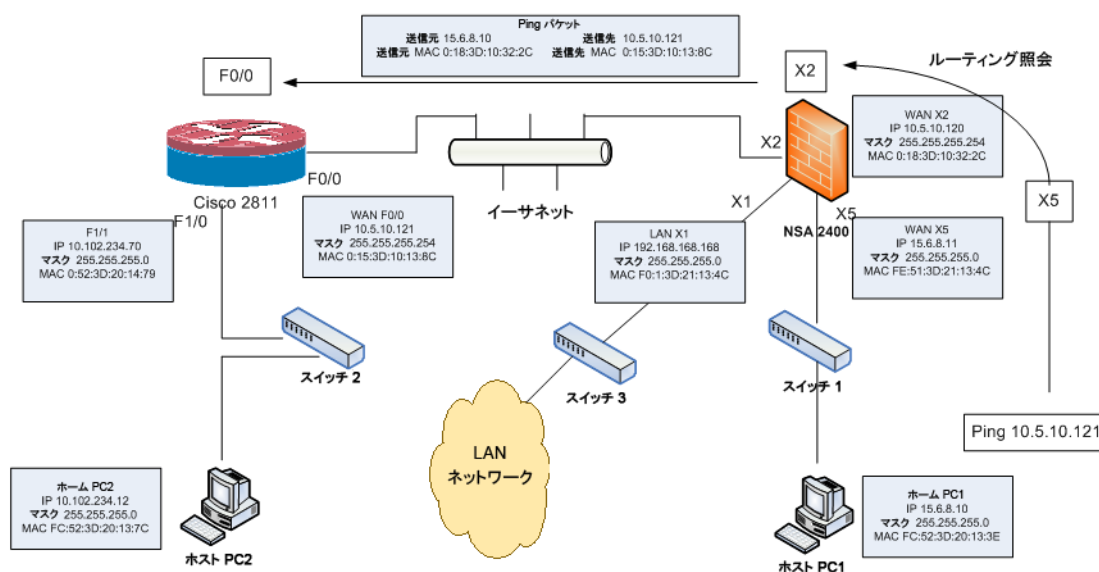 Ping パケット
送信元 15.6.8.10 送信先 10.5.10.121
送信元 MAC 0:18:3D:10:32:2C 送信先 MAC 0:15:3D:10:13:8C
F0/0
X2
ルーティング照会
WAN X2
IP 10.5.10.120
マスク 255.255.255.254
MAC 0:18:3D:10:32:2C
X2
F0/0
Cisco 2811
イーサネット
X1
X5
NSA 2400
X5
F1/0
F1/1
IP 10.102.234.70
マスク 255.255.255.0
MAC 0:52:3D:20:14:79
WAN F0/0
IP 10.5.10.121
マスク 255.255.255.254
MAC 0:15:3D:10:13:8C
LAN X1
IP 192.168.168.168
マスク 255.255.255.0
MAC F0:1:3D:21:13:4C
WAN X5
IP 15.6.8.11
マスク 255.255.255.0
MAC FE:51:3D:21:13:4C
スイッチ 2
スイッチ 3
スイッチ 1
Ping 10.5.10.121
LAN
ネットワーク
ホーム PC2
IP 10.102.234.12
マスク 255.255.255.0
MAC FC:52:3D:20:13:7C
ホスト PC2
ホーム PC1
IP 15.6.8.10
マスク 255.255.255.0
MAC FC:52:3D:20:13:3E
ホスト PC1